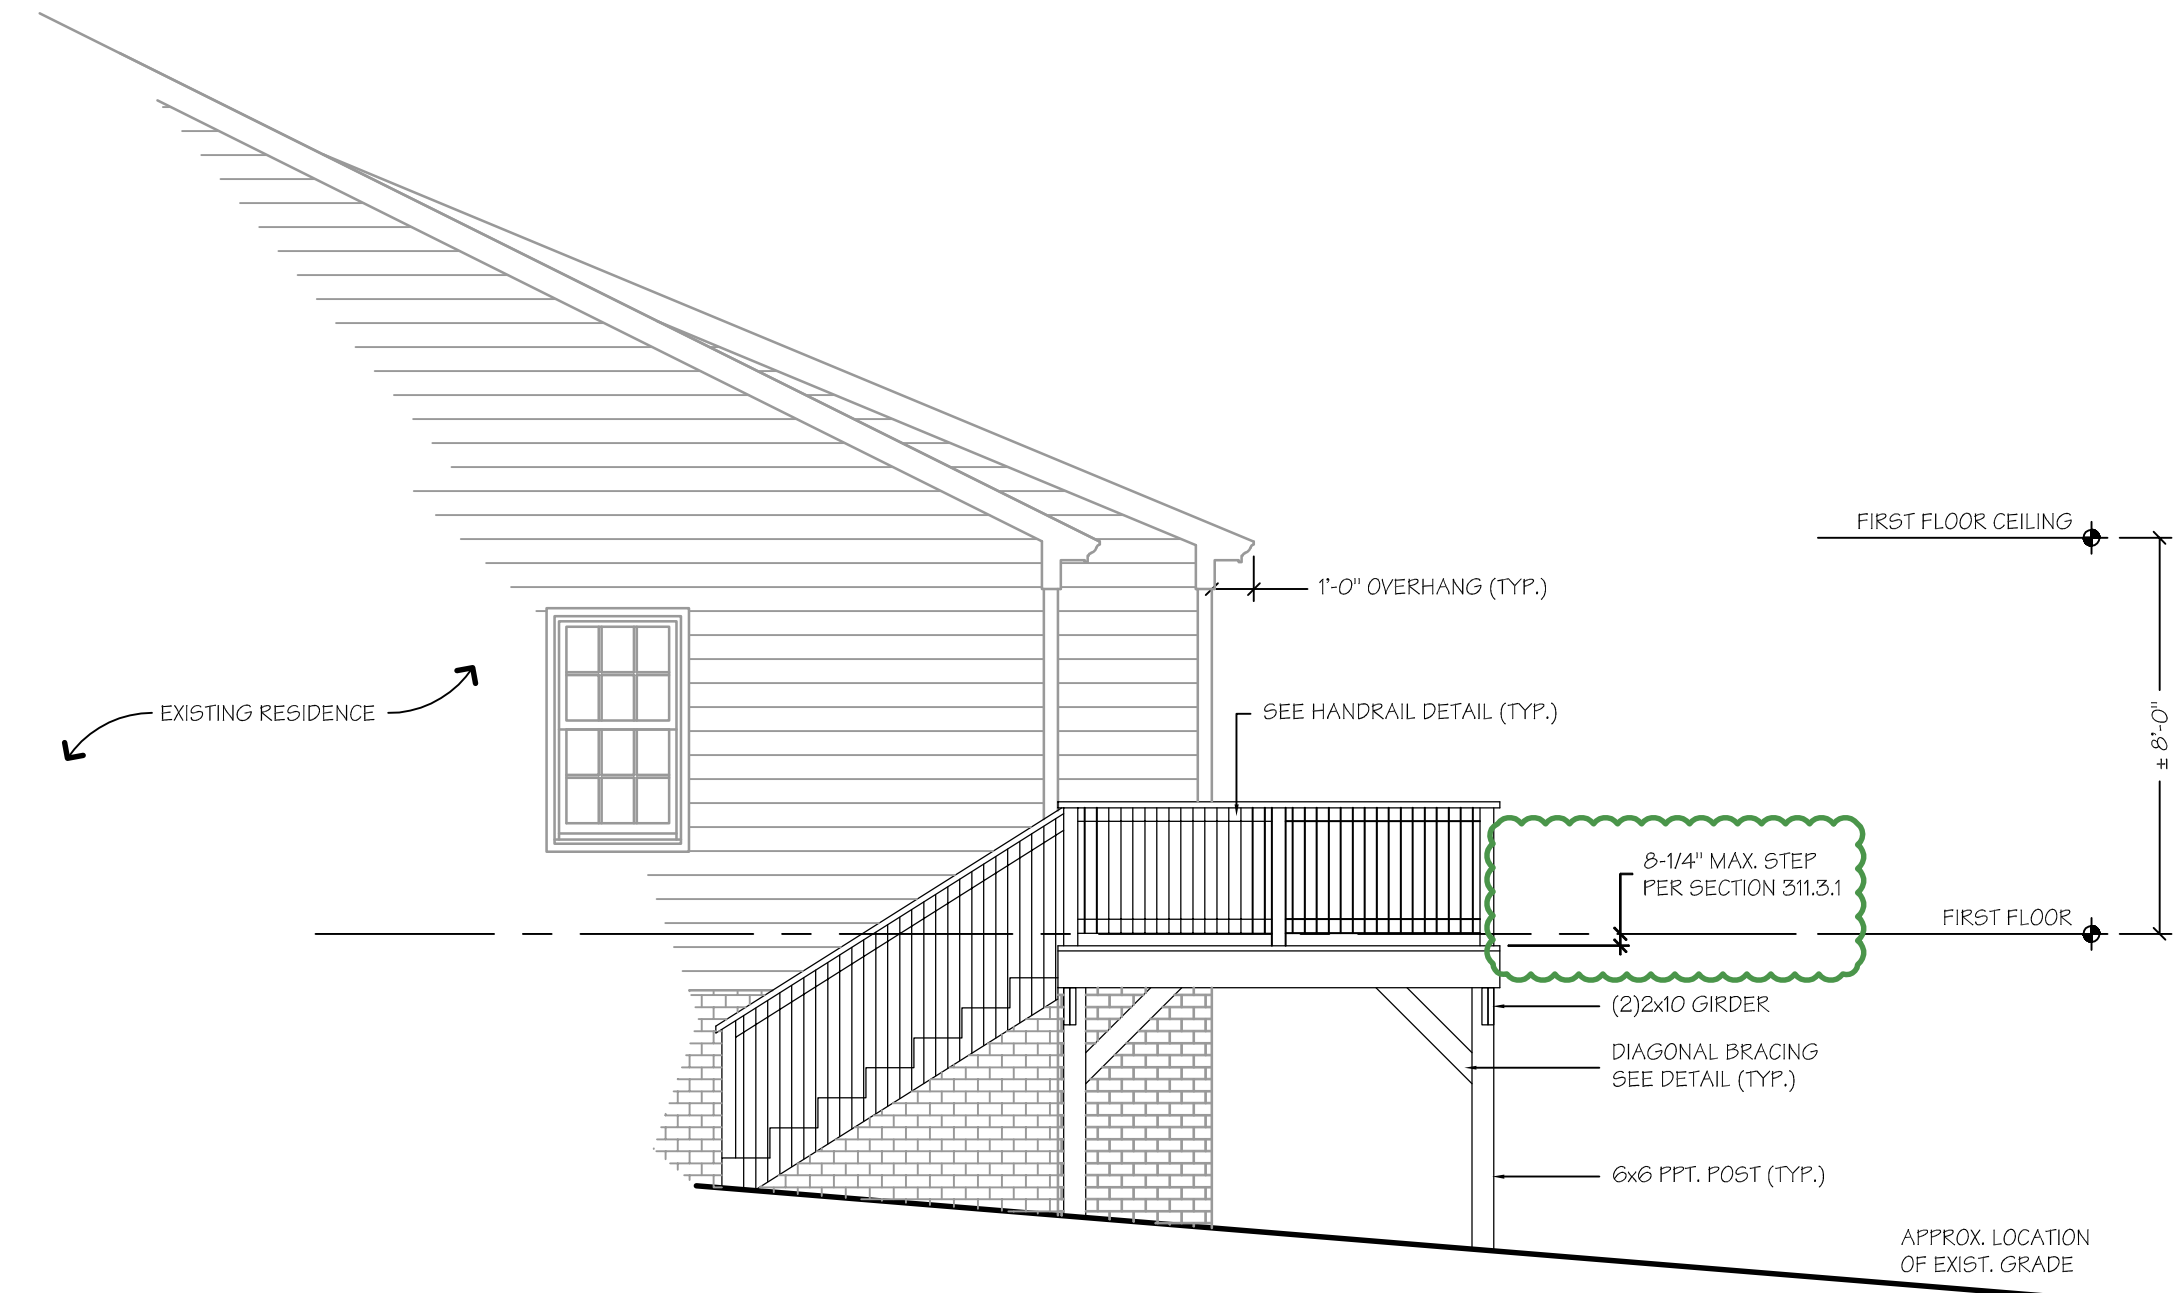 FIRST FLOOR CEILING
1'-0" OVERHANG (TYP.)
EXISTING RESIDENCE
SEE HANDRAIL DETAIL (TYP.)
± 8'-0"
8-1/4" MAX. STEP
PER SECTION 311.3.1
FIRST FLOOR
(2)2x10 GIRDER
DIAGONAL BRACING
SEE DETAIL (TYP.)
6x6 PPT. POST (TYP.)
APPROX. LOCATION
OF EXIST. GRADE